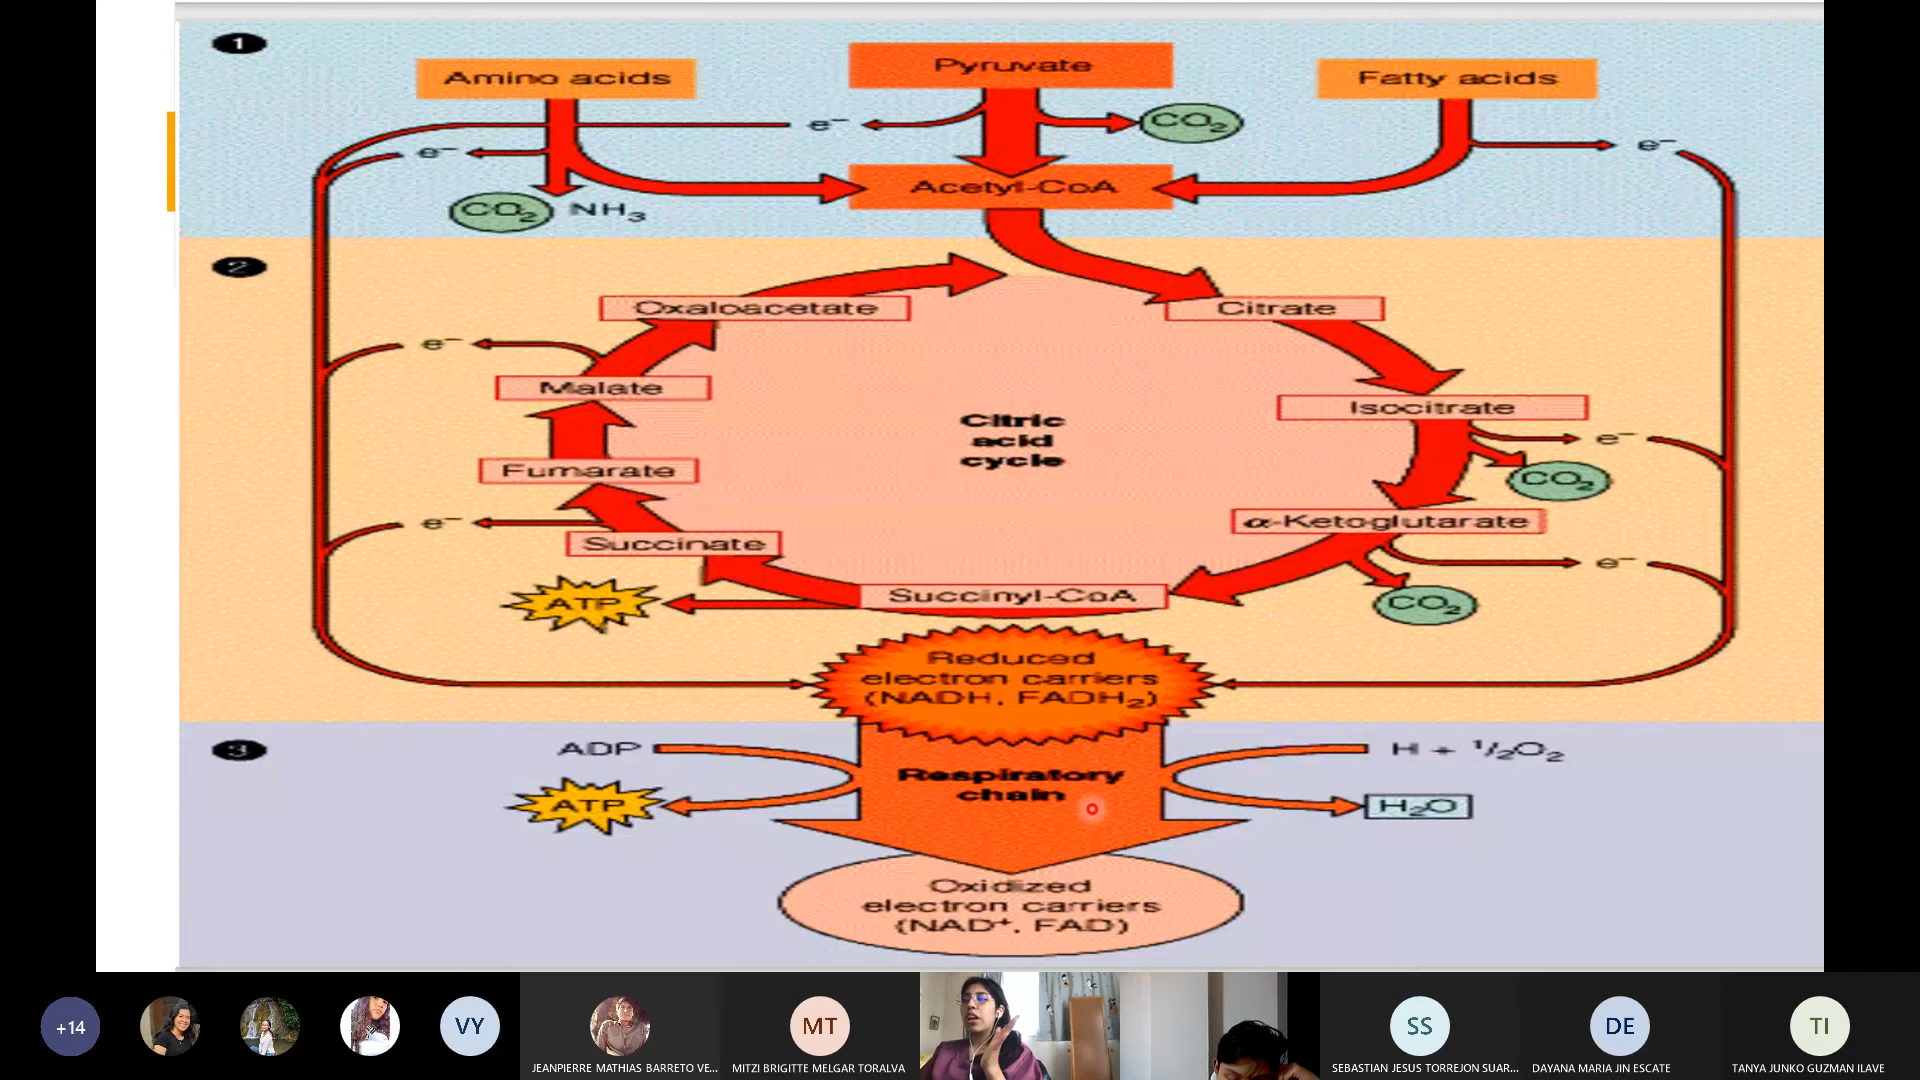 1
Amino acids
Pyruvate
Fatty acids
e⁻
CO₂
e⁻
e⁻
CO₂ NH₃
Acetyl-CoA
2
Oxaloacetate
Citrate
e⁻
Malate
Isocitrate
Citric
acid
cycle
e⁻
CO₂
Fumarate
α-Ketoglutarate
e⁻
Succinate
e⁻
ATP
Succinyl-CoA
CO₂
Reduced
electron carriers
(NADH, FADH₂)
3
ADP
H + ¹/₂O₂
Respiratory
chain
ATP
H₂O
Oxidized
electron carriers
(NAD⁺, FAD)
+14
VY
MT
SS
DE
TI
JEANPIERRE MATHIAS BARRETO VE...
MITZI BRIGITTE MELGAR TORALVA
SEBASTIAN JESUS TORREJON SUAR...
DAYANA MARIA JIN ESCATE
TANYA JUNKO GUZMAN ILAVE